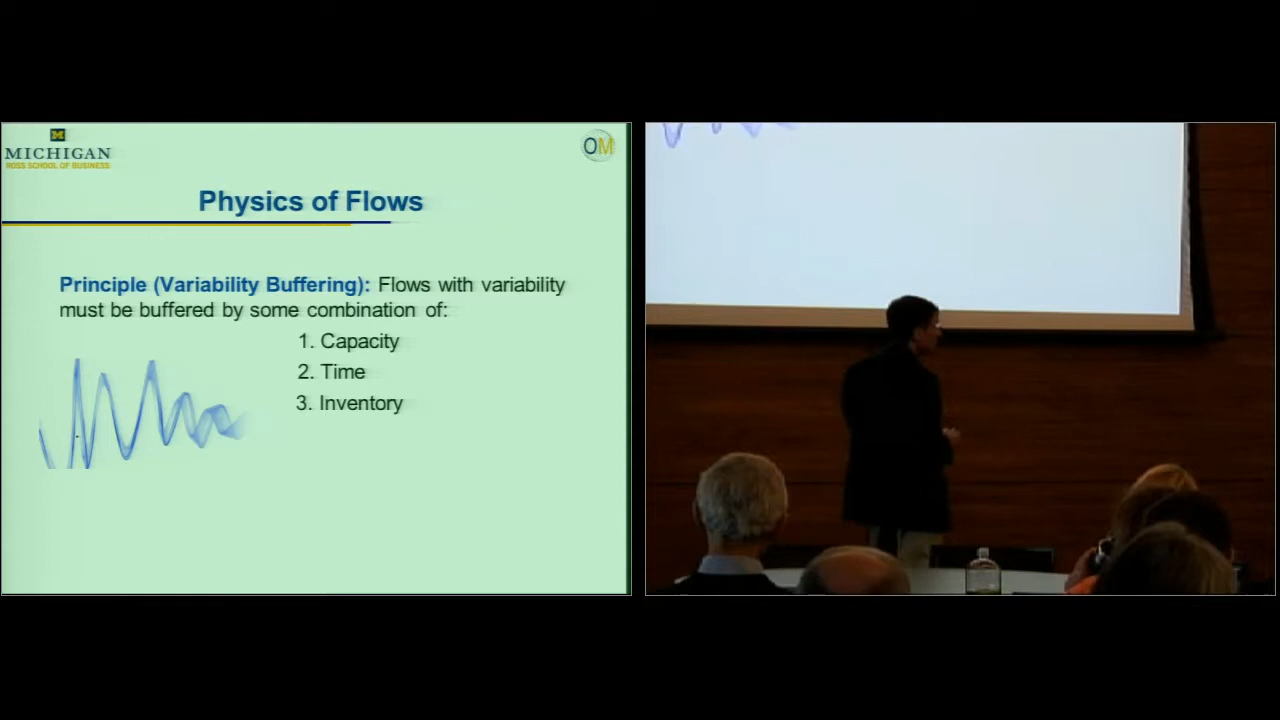 M
MICHIGAN
ROSS SCHOOL OF BUSINESS
OM
Physics of Flows
Principle (Variability Buffering): Flows with variability
must be buffered by some combination of:
1. Capacity
2. Time
3. Inventory